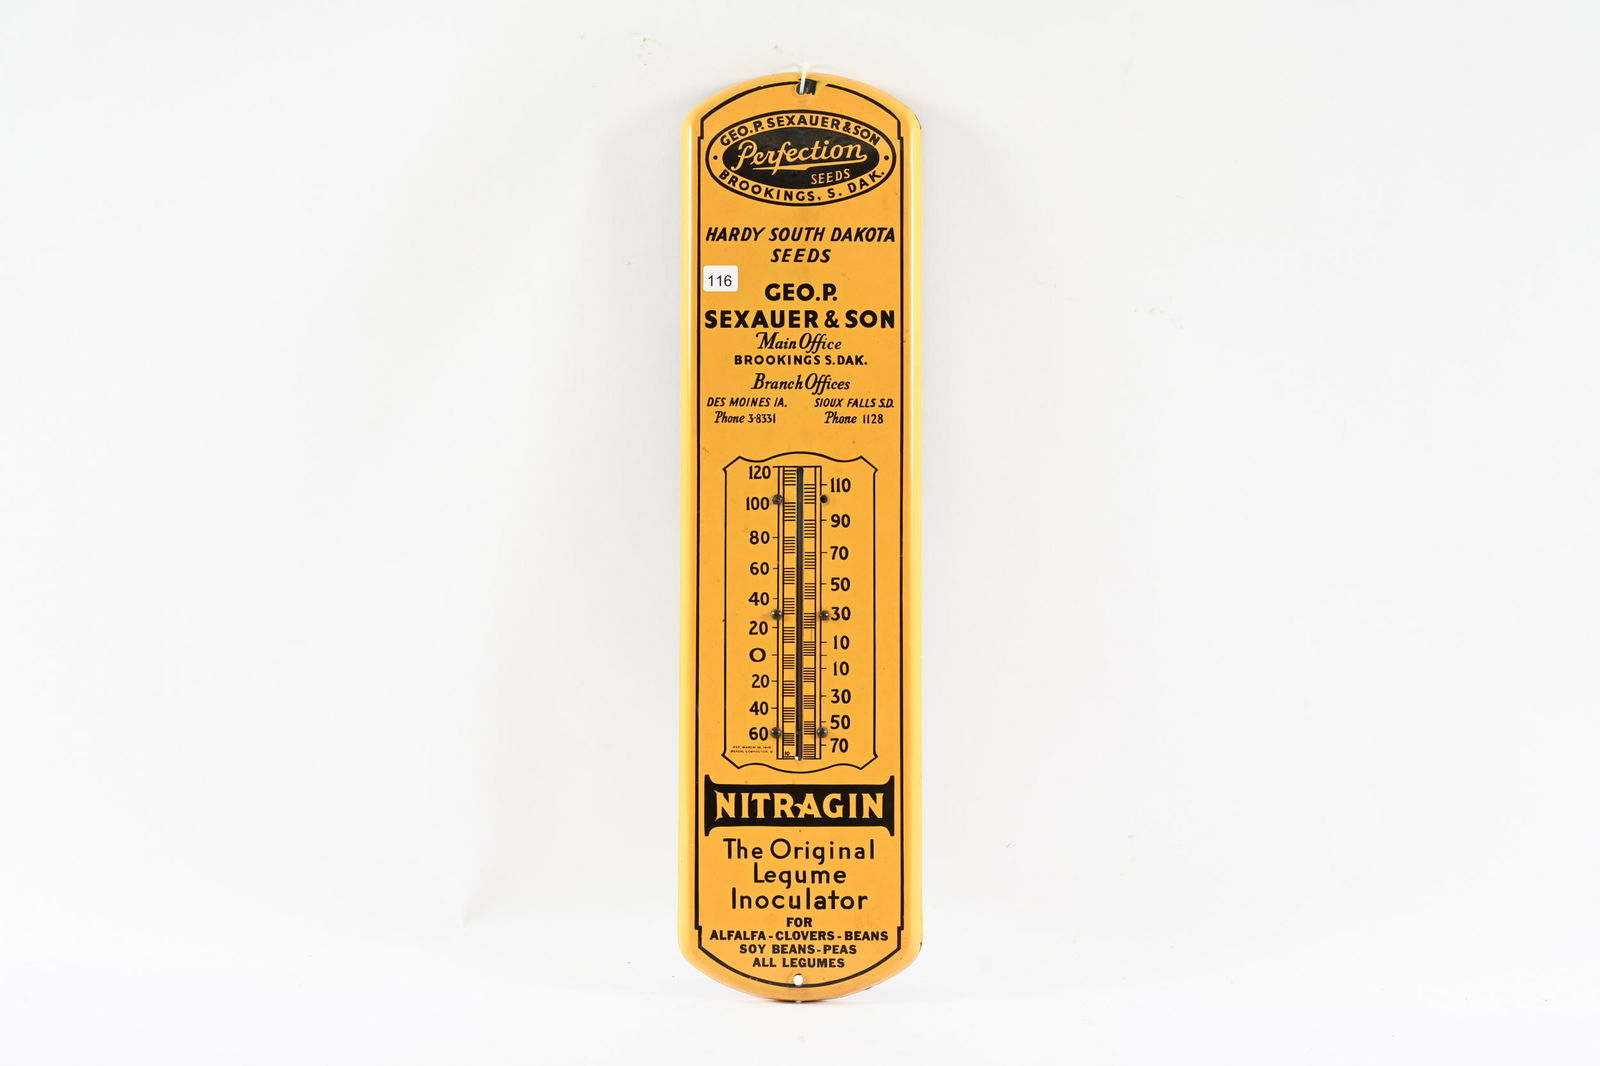 GEO. P. SEXAUER & SON
Perfection
SEEDS
BROOKINGS, S. DAK.
HARDY SOUTH DAKOTA
SEEDS
116
GEO. P.
SEXAUER & SON
Main Office
BROOKINGS S. DAK.
Branch Offices
DES MOINES IA. SIOUX FALLS S.D.
Phone 3-8331 Phone 1128
120
110
100
90
80
70
60
50
40
30
20
10
0
10
20
30
40
50
60
70
NITRAGIN
The Original
Legume
Inoculator
FOR
ALFALFA - CLOVERS - BEANS
SOY BEANS - PEAS
ALL LEGUMES